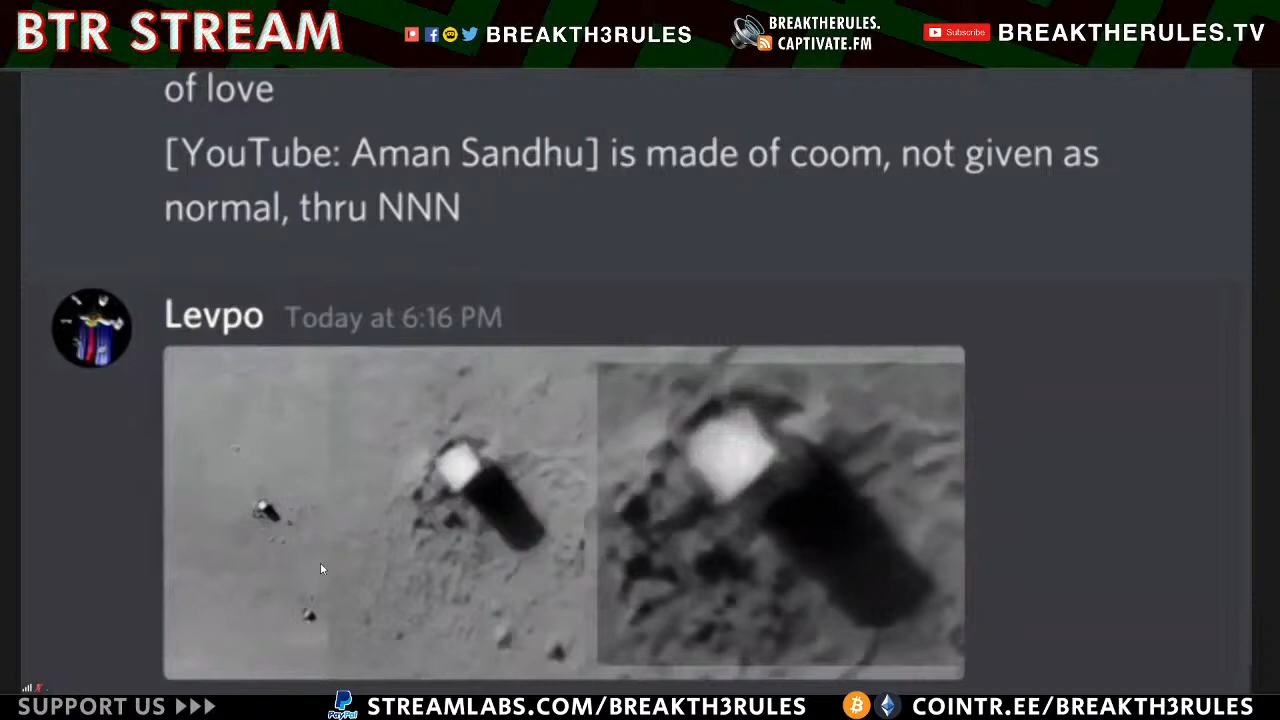 BTR STREAM
BREAKTH3RULES
BREAKTHERULES.
CAPTIVATE.FM
Subscribe
BREAKTHERULES.TV
of love
[YouTube: Aman Sandhu] is made of coom, not given as
normal, thru NNN
Levpo Today at 6:16 PM
SUPPORT US >>>
PayPal
STREAMLABS.COM/BREAKTH3RULES
COINTR.EE/BREAKTH3RULES